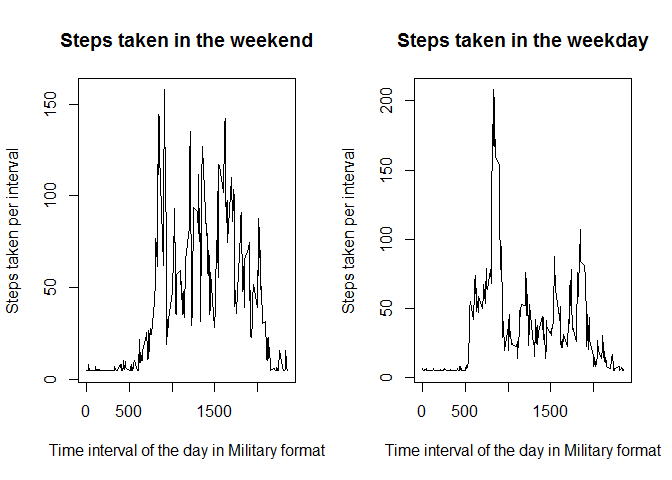 Steps taken in the weekend
Steps taken per interval
150
100
50
0
0 500 1500
Time interval of the day in Military format
Steps taken in the weekday
Steps taken per interval
200
150
100
50
0
0 500 1500
Time interval of the day in Military format